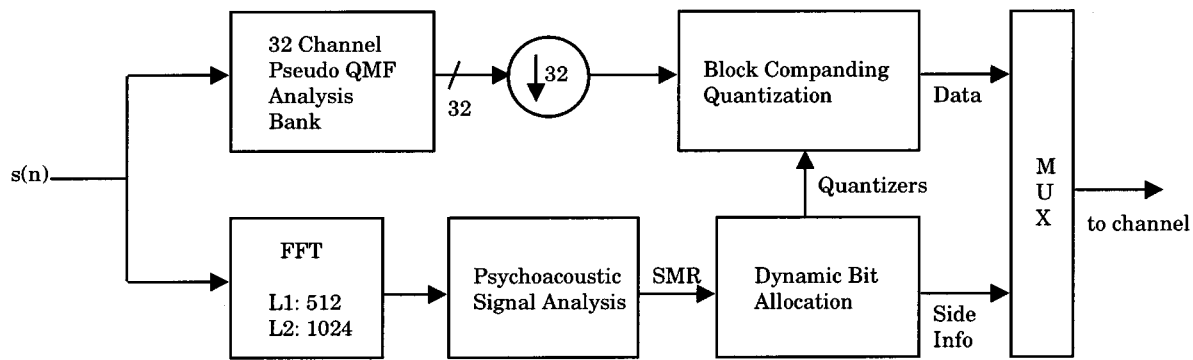 s(n)
32 Channel
Pseudo QMF
Analysis
Bank
32
32
Block Companding
Quantization
Data
Quantizers
FFT
L1: 512
L2: 1024
Psychoacoustic
Signal Analysis
SMR
Dynamic Bit
Allocation
Side
Info
M
U
X
to channel